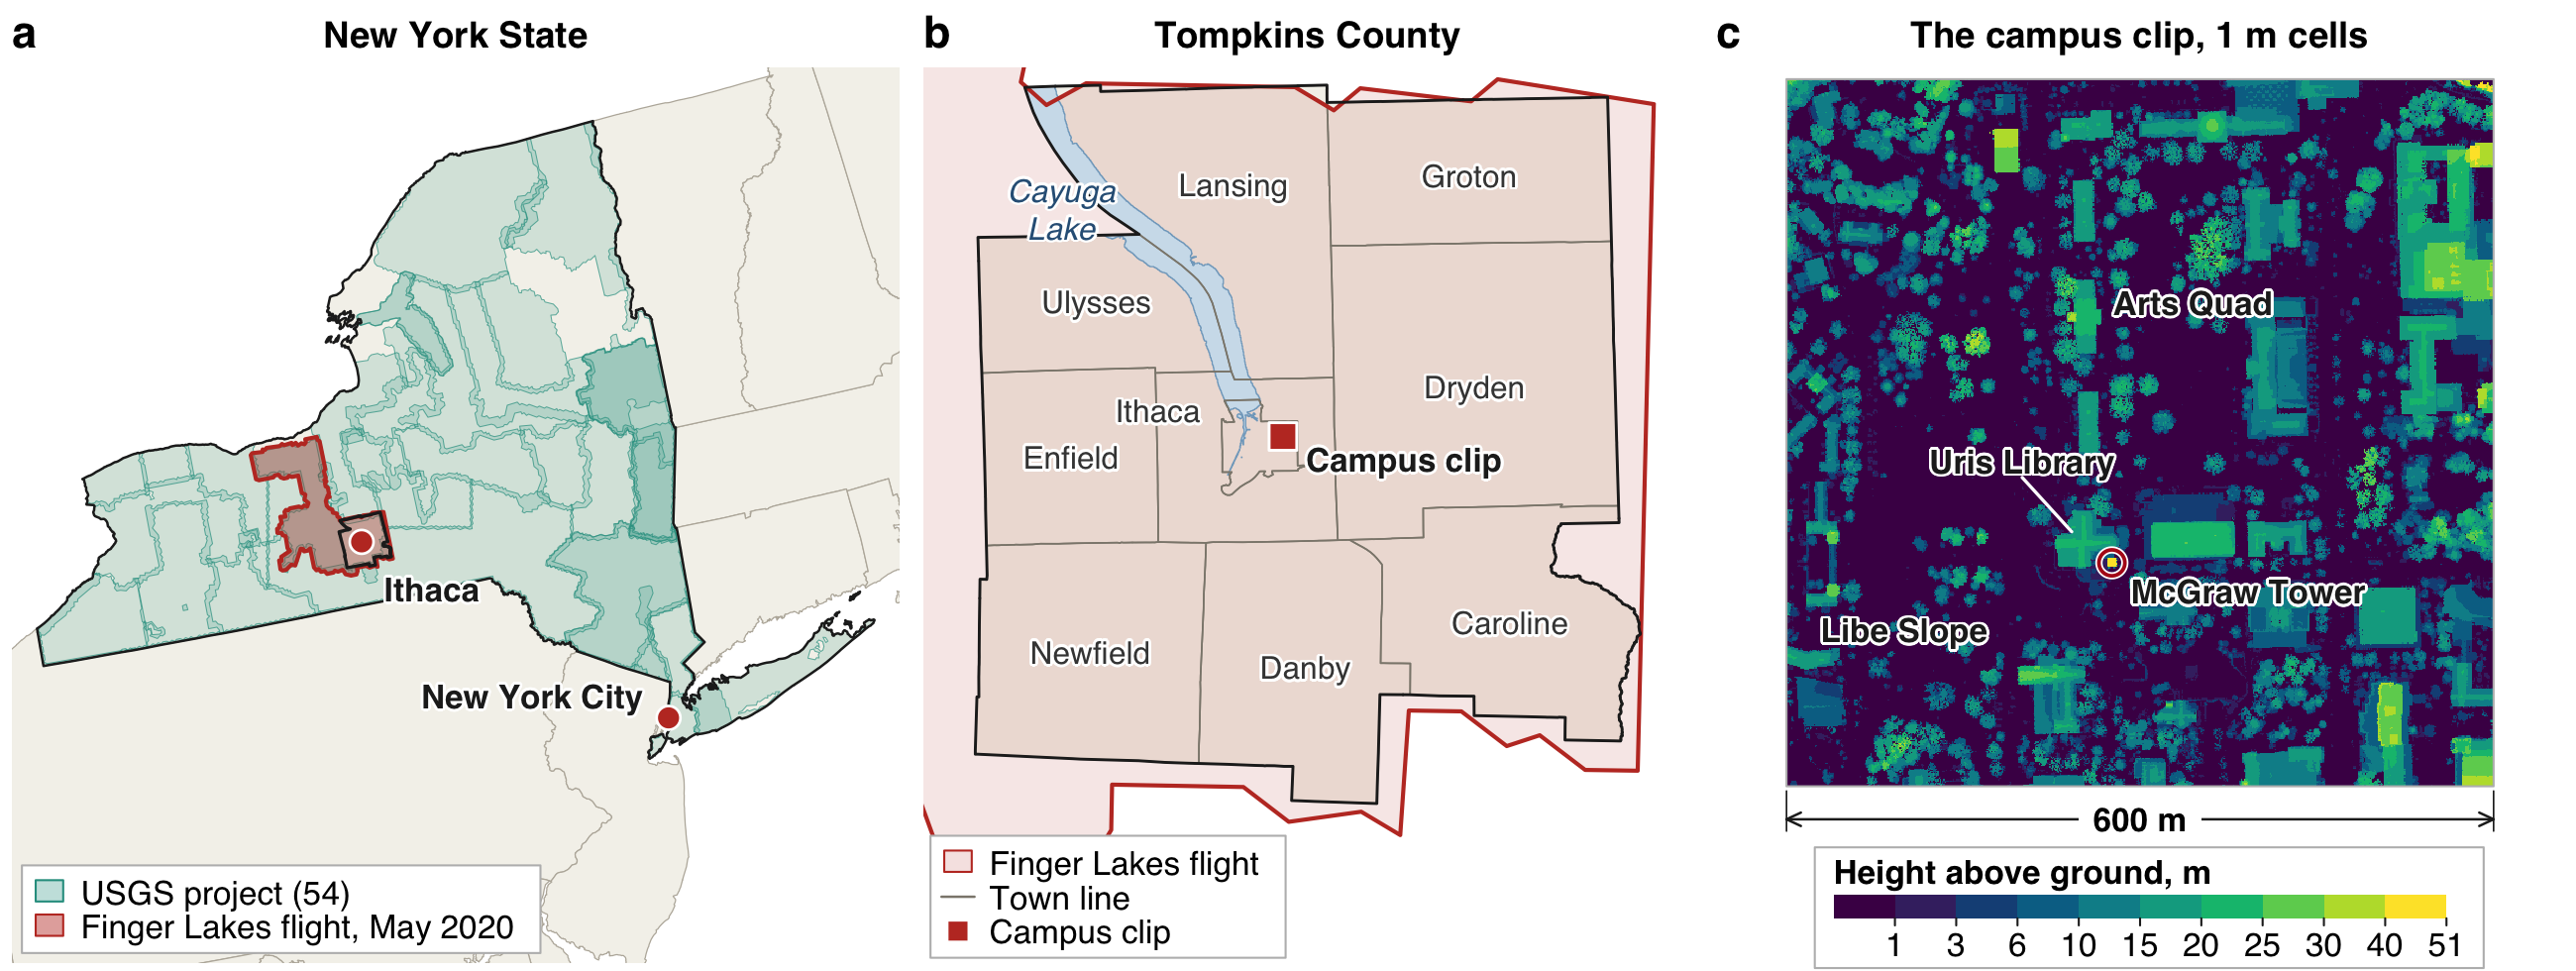 a New York State
Ithaca
New York City
USGS project (54)
Finger Lakes flight, May 2020
b Tompkins County
Cayuga
Lake
Lansing
Groton
Ulysses
Dryden
Ithaca
Enfield
Campus clip
Caroline
Newfield
Danby
Finger Lakes flight
Town line
Campus clip
c The campus clip, 1 m cells
Arts Quad
Uris Library
McGraw Tower
Libe Slope
600 m
Height above ground, m
1 3 6 10 15 20 25 30 40 51